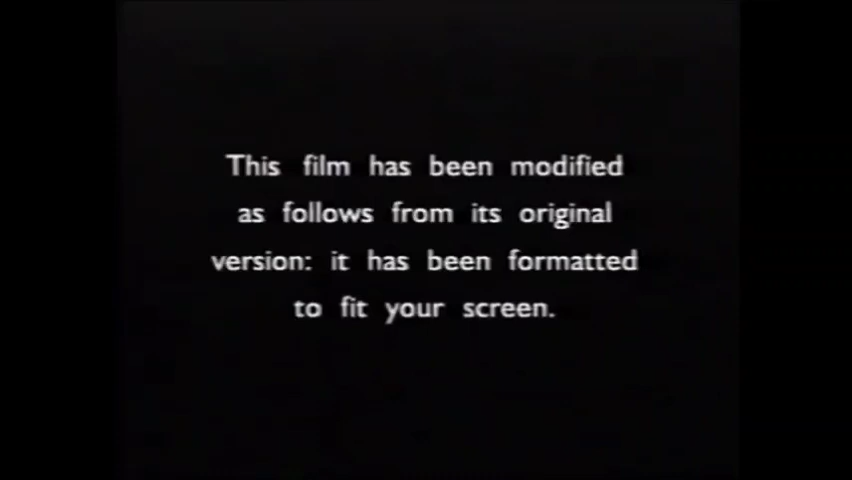 This film has been modified
as follows from its original
version: it has been formatted
to fit your screen.